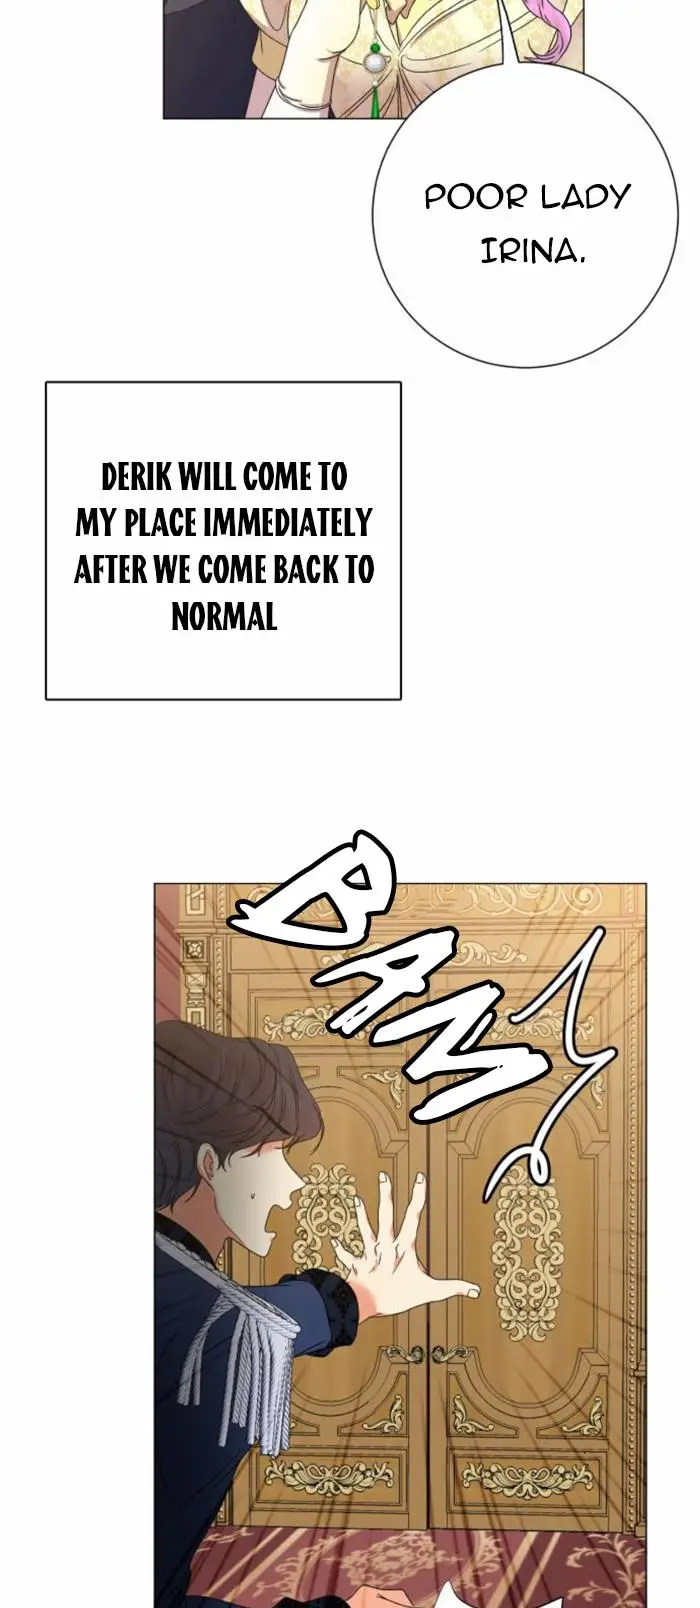 POOR LADY
IRINA.
DERIK WILL COME TO
MY PLACE IMMEDIATELY
AFTER WE COME BACK TO
NORMAL
BAM